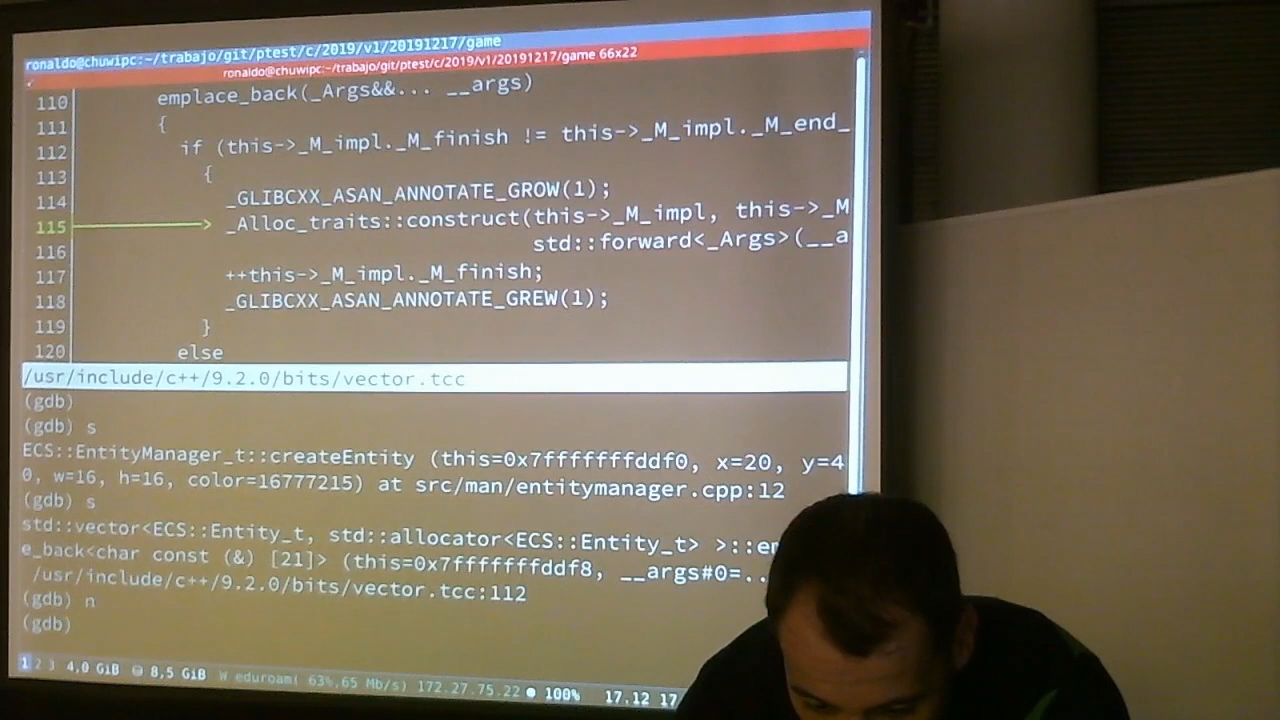 ronaldo@chuwipc:~/trabajo/git/ptest/c/2019/v1/20191217/game
ronaldo@chuwipc:~/trabajo/git/ptest/c/2019/v1/20191217/game 66x22
110 emplace_back(_Args&&... __args)
111 {
112 if (this->_M_impl._M_finish != this->_M_impl._M_end_
113 {
114 _GLIBCXX_ASAN_ANNOTATE_GROW(1);
115 _Alloc_traits::construct(this->_M_impl, this->_M
116 std::forward<_Args>(__a
117 ++this->_M_impl._M_finish;
118 _GLIBCXX_ASAN_ANNOTATE_GREW(1);
119 }
120 else
/usr/include/c++/9.2.0/bits/vector.tcc
(gdb)
(gdb) s
ECS::EntityManager_t::createEntity (this=0x7fffffffddf0, x=20, y=4
0, w=16, h=16, color=16777215) at src/man/entitymanager.cpp:12
(gdb) s
std::vector<ECS::Entity_t, std::allocator<ECS::Entity_t> >::em
e_back<char const (&) [21]> (this=0x7fffffffddf8, __args#0=...
/usr/include/c++/9.2.0/bits/vector.tcc:112
(gdb) n
(gdb)
1 2 3 4,0 GiB 8,5 GiB W eduroam( 63%,65 Mb/s) 172.27.75.22 100% 17.12 17